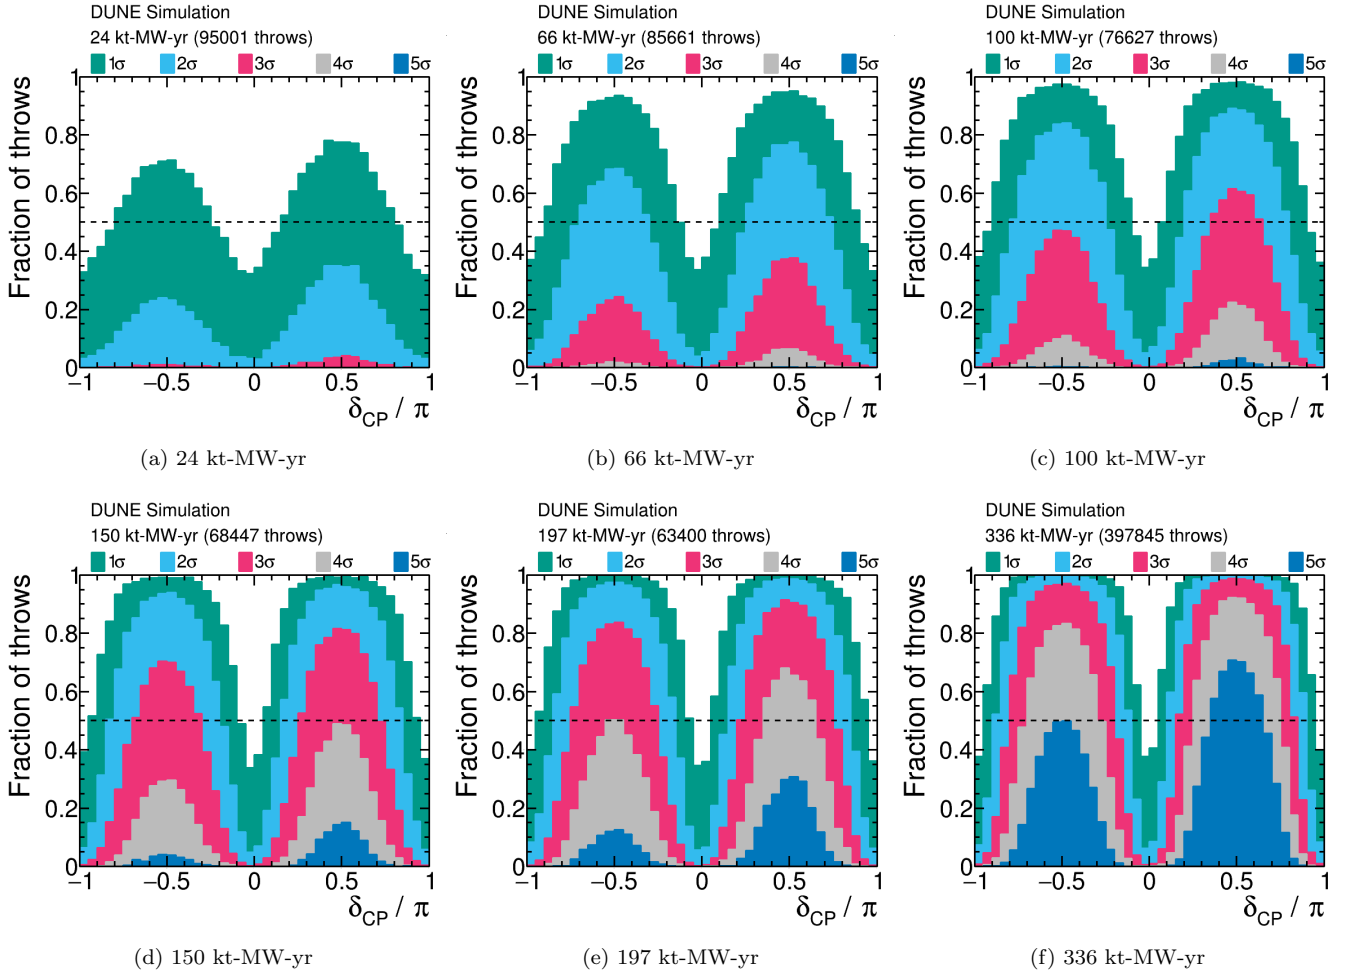 DUNE Simulation
24 kt-MW-yr (95001 throws)
1σ 2σ 3σ 4σ 5σ
Fraction of throws
1
0.8
0.6
0.4
0.2
0
−1 −0.5 0 0.5 1
δCP / π
(a) 24 kt-MW-yr
DUNE Simulation
66 kt-MW-yr (85661 throws)
1σ 2σ 3σ 4σ 5σ
Fraction of throws
1
0.8
0.6
0.4
0.2
0
−1 −0.5 0 0.5 1
δCP / π
(b) 66 kt-MW-yr
DUNE Simulation
100 kt-MW-yr (76627 throws)
1σ 2σ 3σ 4σ 5σ
Fraction of throws
1
0.8
0.6
0.4
0.2
0
−1 −0.5 0 0.5 1
δCP / π
(c) 100 kt-MW-yr
DUNE Simulation
150 kt-MW-yr (68447 throws)
1σ 2σ 3σ 4σ 5σ
Fraction of throws
1
0.8
0.6
0.4
0.2
0
−1 −0.5 0 0.5 1
δCP / π
(d) 150 kt-MW-yr
DUNE Simulation
197 kt-MW-yr (63400 throws)
1σ 2σ 3σ 4σ 5σ
Fraction of throws
1
0.8
0.6
0.4
0.2
0
−1 −0.5 0 0.5 1
δCP / π
(e) 197 kt-MW-yr
DUNE Simulation
336 kt-MW-yr (397845 throws)
1σ 2σ 3σ 4σ 5σ
Fraction of throws
1
0.8
0.6
0.4
0.2
0
−1 −0.5 0 0.5 1
δCP / π
(f) 336 kt-MW-yr